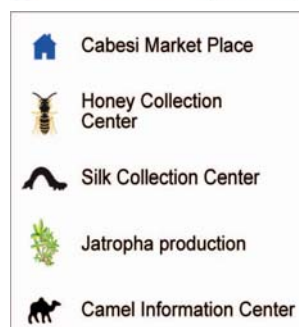 Cabesi Market Place
Honey Collection
Center
Silk Collection Center
Jatropha production
Camel Information Center